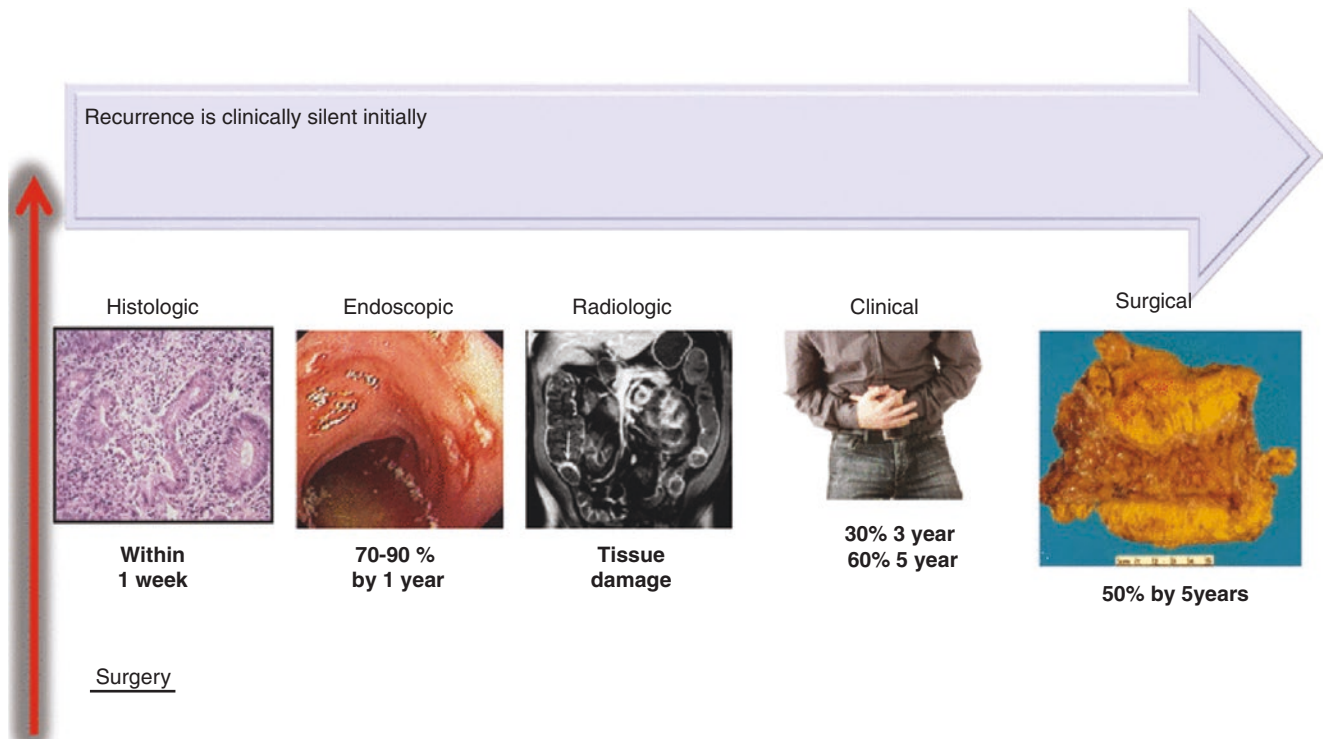 Recurrence is clinically silent initially
Histologic
Endoscopic
Radiologic
Clinical
Surgical
Within
1 week
70-90 %
by 1 year
Tissue
damage
30% 3 year
60% 5 year
50% by 5years
Surgery